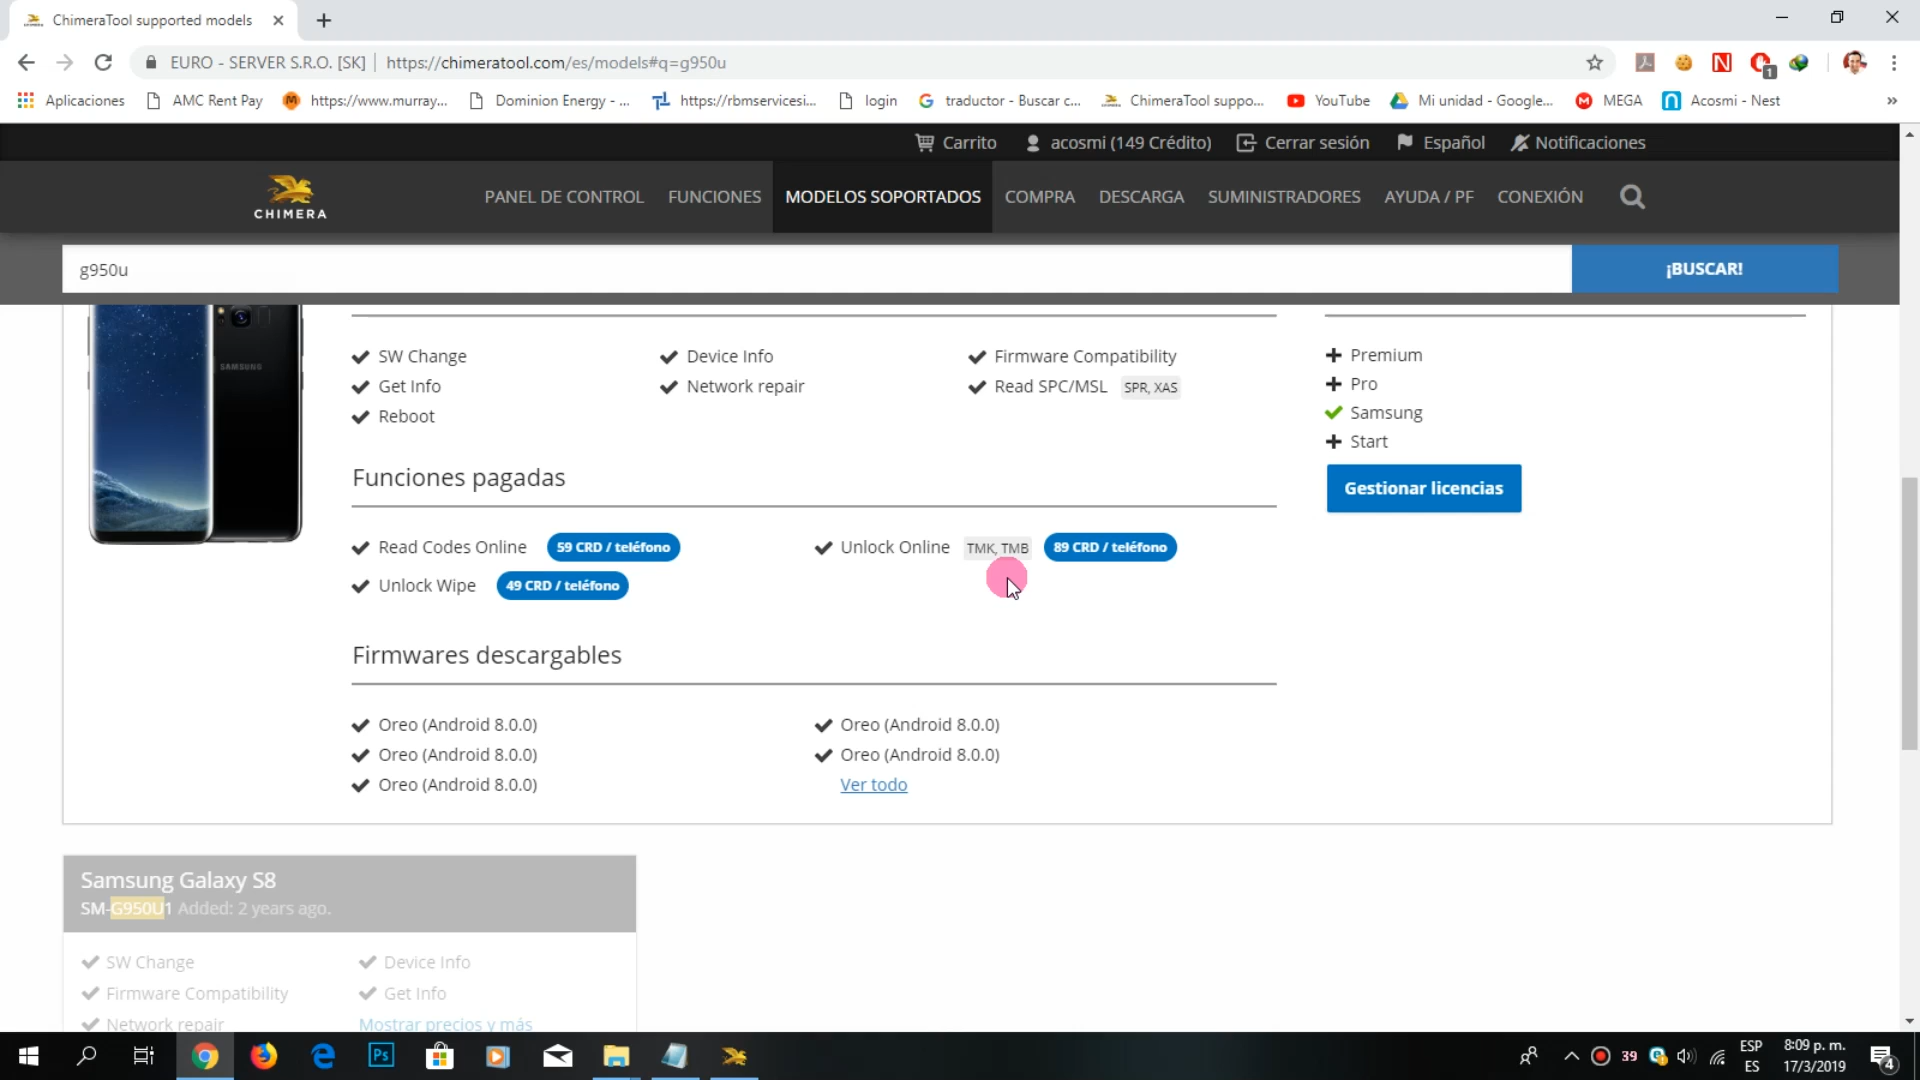 ChimeraTool supported models
EURO - SERVER S.R.O. [SK] https://chimeratool.com/es/models#q=g950u
1
Aplicaciones AMC Rent Pay https://www.murray... Dominion Energy - ... https://rbmservicesi... login traductor - Buscar c... ChimeraTool suppo... YouTube Mi unidad - Google... MEGA Acosmi - Nest »
Carrito acosmi (149 Crédito) Cerrar sesión Español Notificaciones
CHIMERA
PANEL DE CONTROL FUNCIONES MODELOS SOPORTADOS COMPRA DESCARGA SUMINISTRADORES AYUDA / PF CONEXIÓN
g950u
¡BUSCAR!
SAMSUNG
SW Change Device Info Firmware Compatibility
Get Info Network repair Read SPC/MSL SPR, XAS
Reboot
Premium
Pro
Samsung
Start
Gestionar licencias
Funciones pagadas
Read Codes Online 59 CRD / teléfono Unlock Online TMK, TMB 89 CRD / teléfono
Unlock Wipe 49 CRD / teléfono
Firmwares descargables
Oreo (Android 8.0.0) Oreo (Android 8.0.0)
Oreo (Android 8.0.0) Oreo (Android 8.0.0)
Oreo (Android 8.0.0) Ver todo
Samsung Galaxy S8
SM-G950U1 Added: 2 years ago.
SW Change Device Info
Firmware Compatibility Get Info
Network repair Mostrar precios y más
Ps
39
ESP
ES
8:09 p. m.
17/3/2019
4